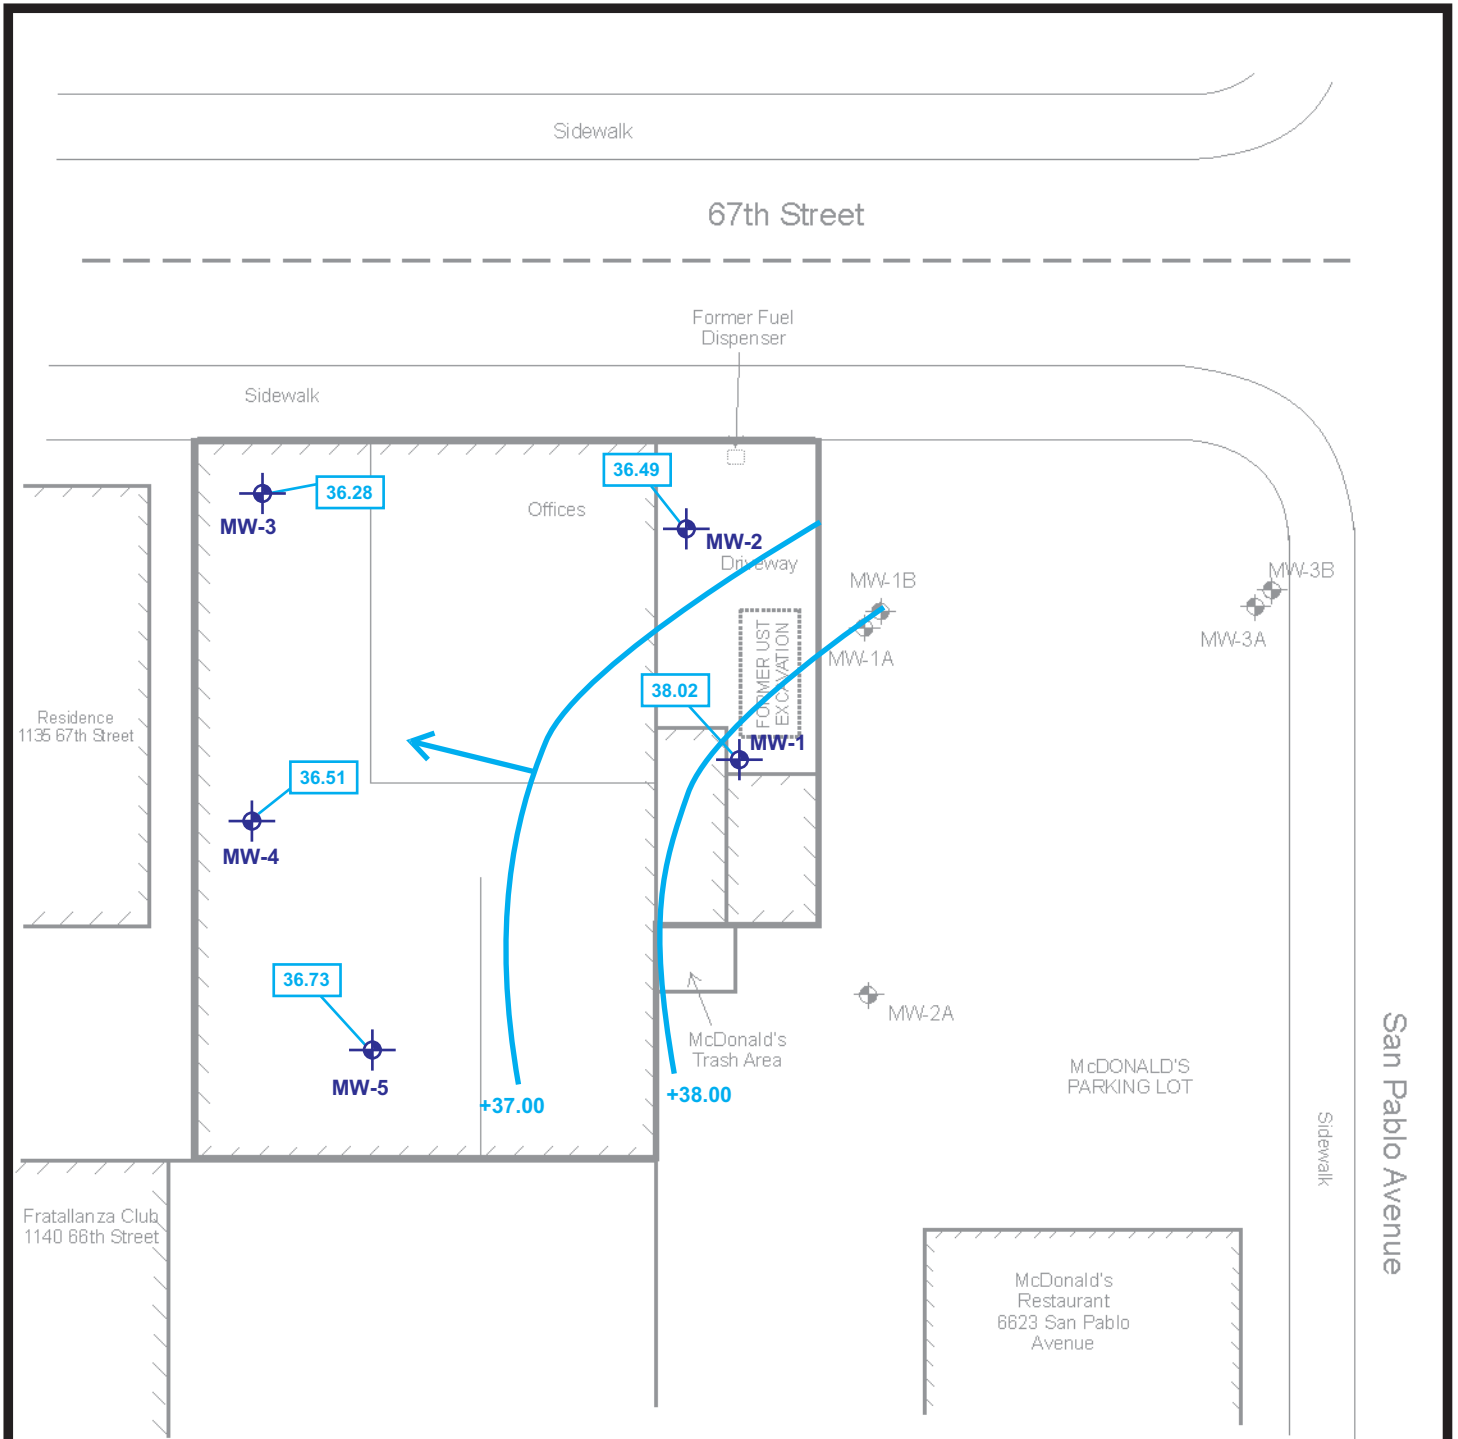 Sidewalk
67th Street
Former Fuel
Dispenser
Sidewalk
36.28
MW-3
Offices
36.49
MW-2
Driveway
MW-1B
MW-1A
MW-3B
MW-3A
FORMER UST
EXCAVATION
38.02
MW-1
Residence
1135 67th Street
36.51
MW-4
36.73
MW-5
+37.00
+38.00
McDonald's
Trash Area
MW-2A
McDONALD'S
PARKING LOT
San Pablo Avenue
Sidewalk
Fratallanza Club
1140 66th Street
McDonald's
Restaurant
6623 San Pablo
Avenue